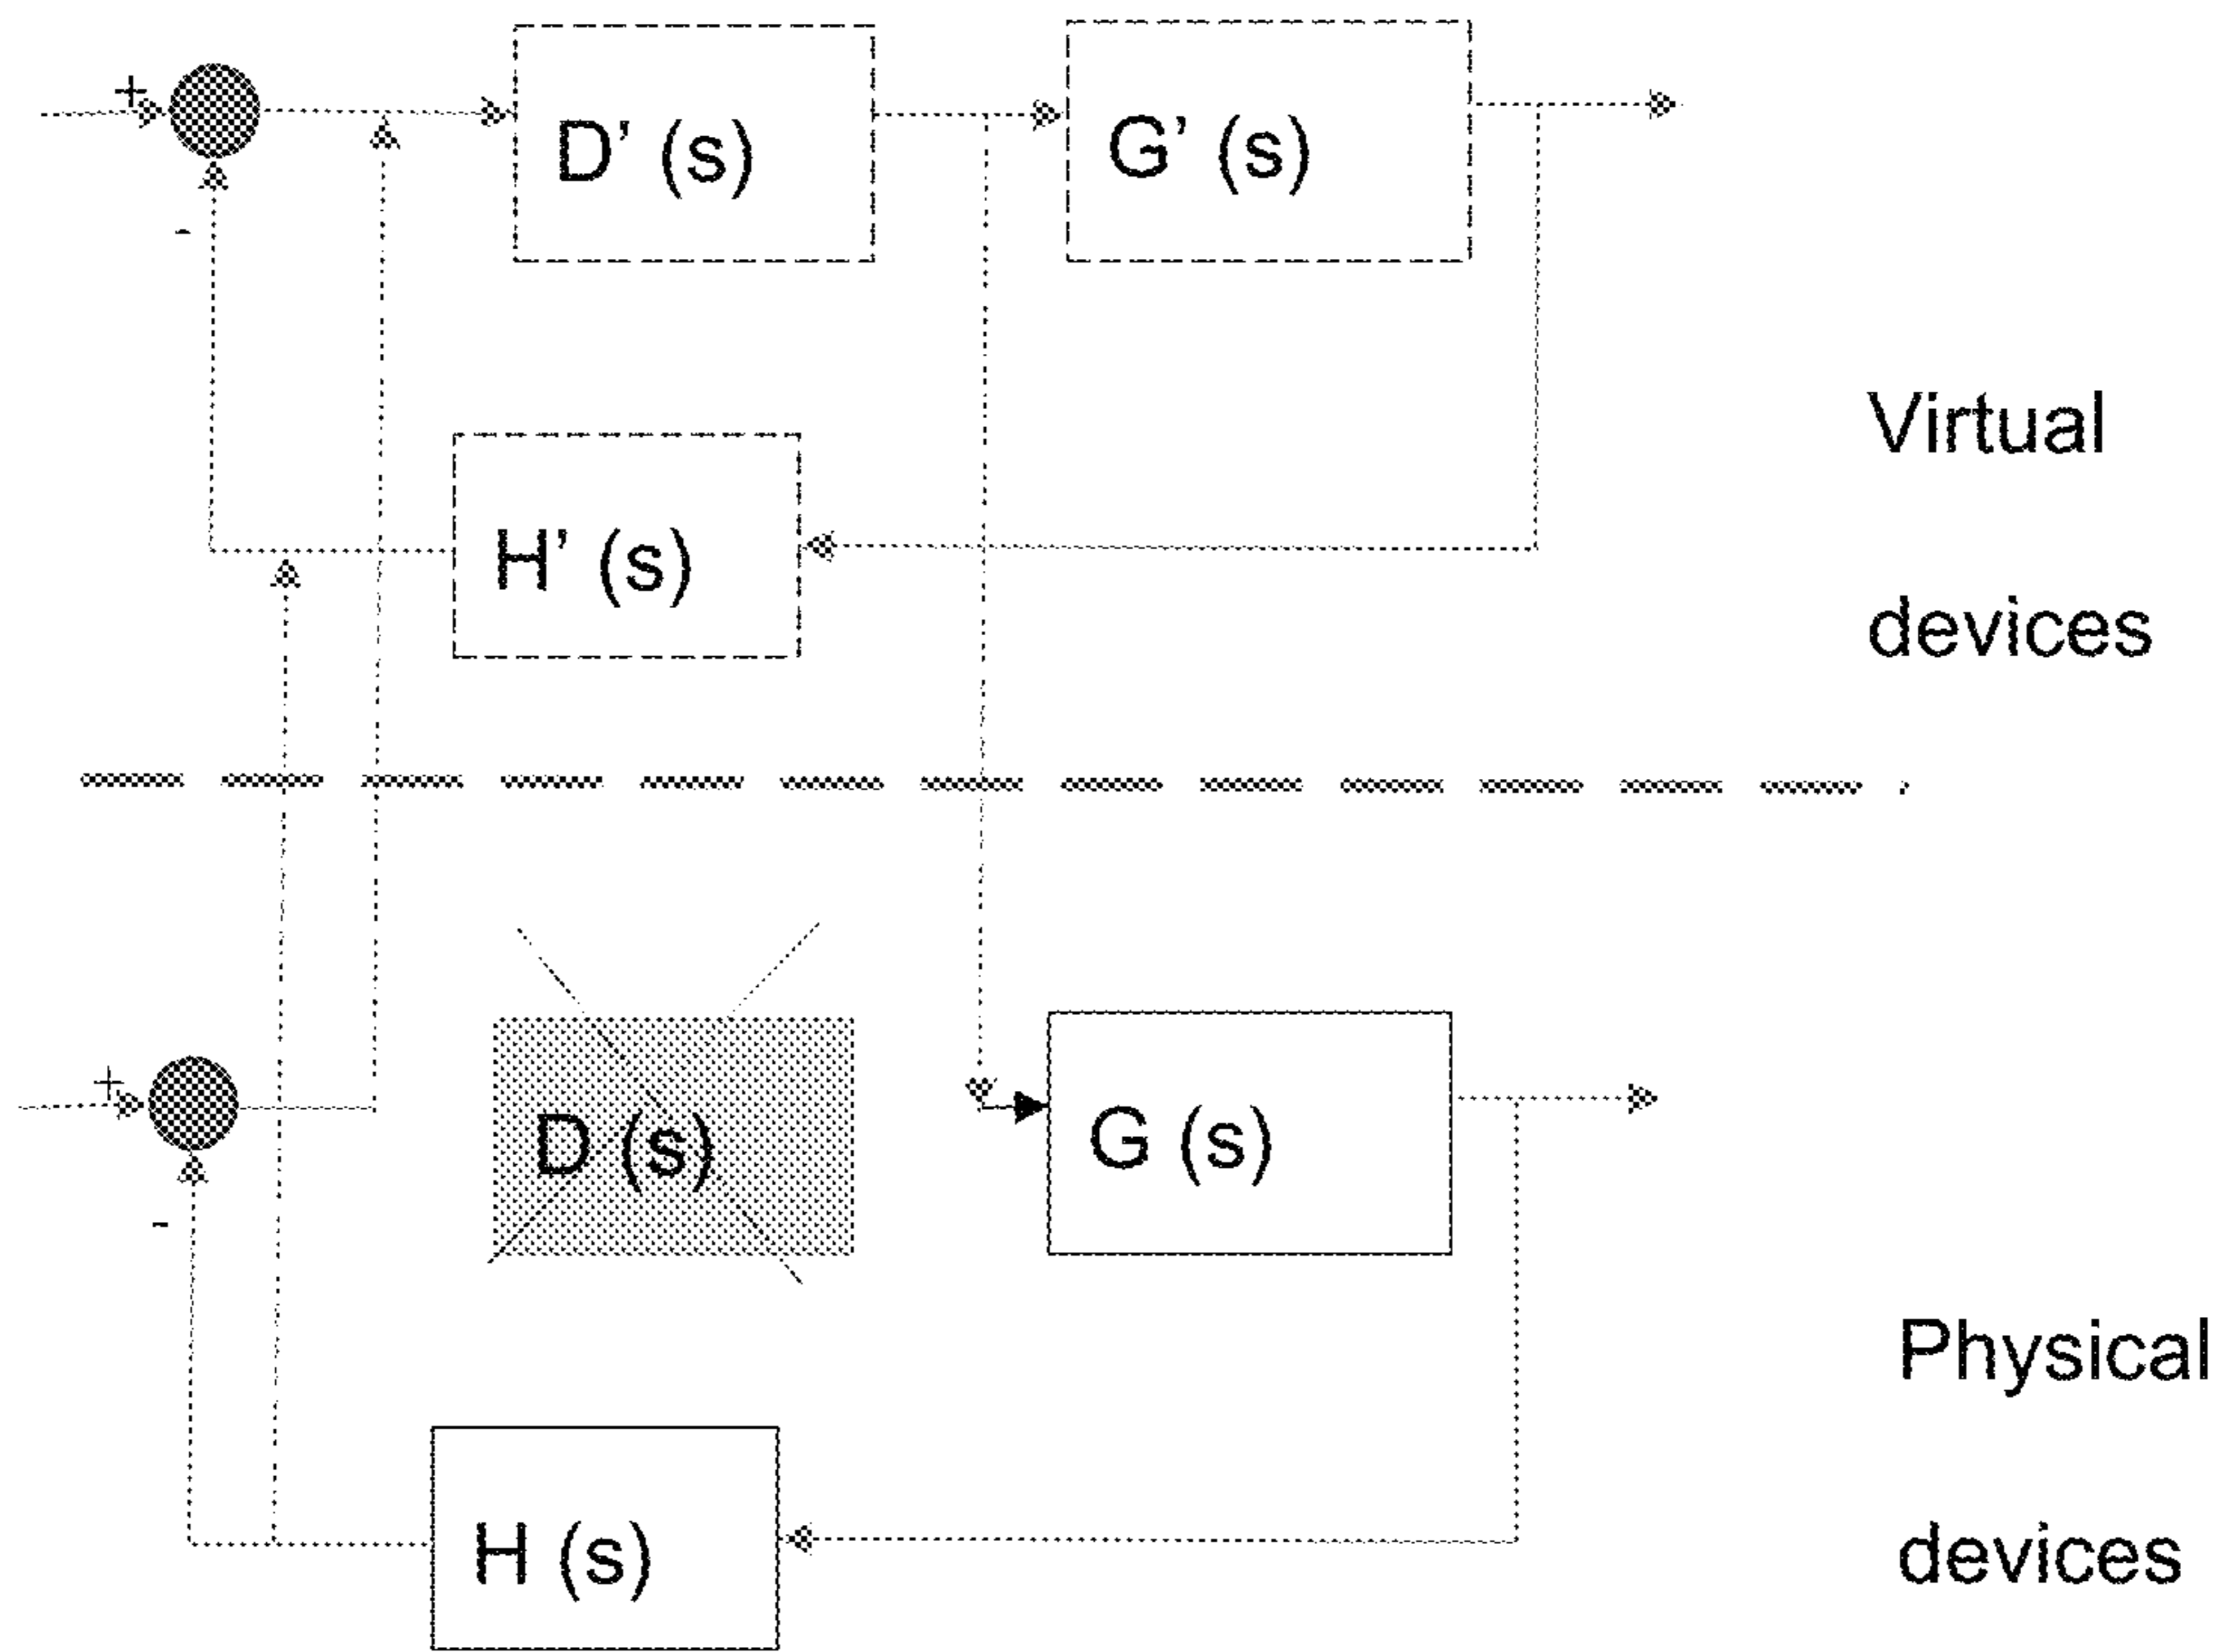 +
D’ (s)
G’ (s)
-
Virtual
H’ (s)
devices
+
D (s)
G (s)
-
Physical
H (s)
devices